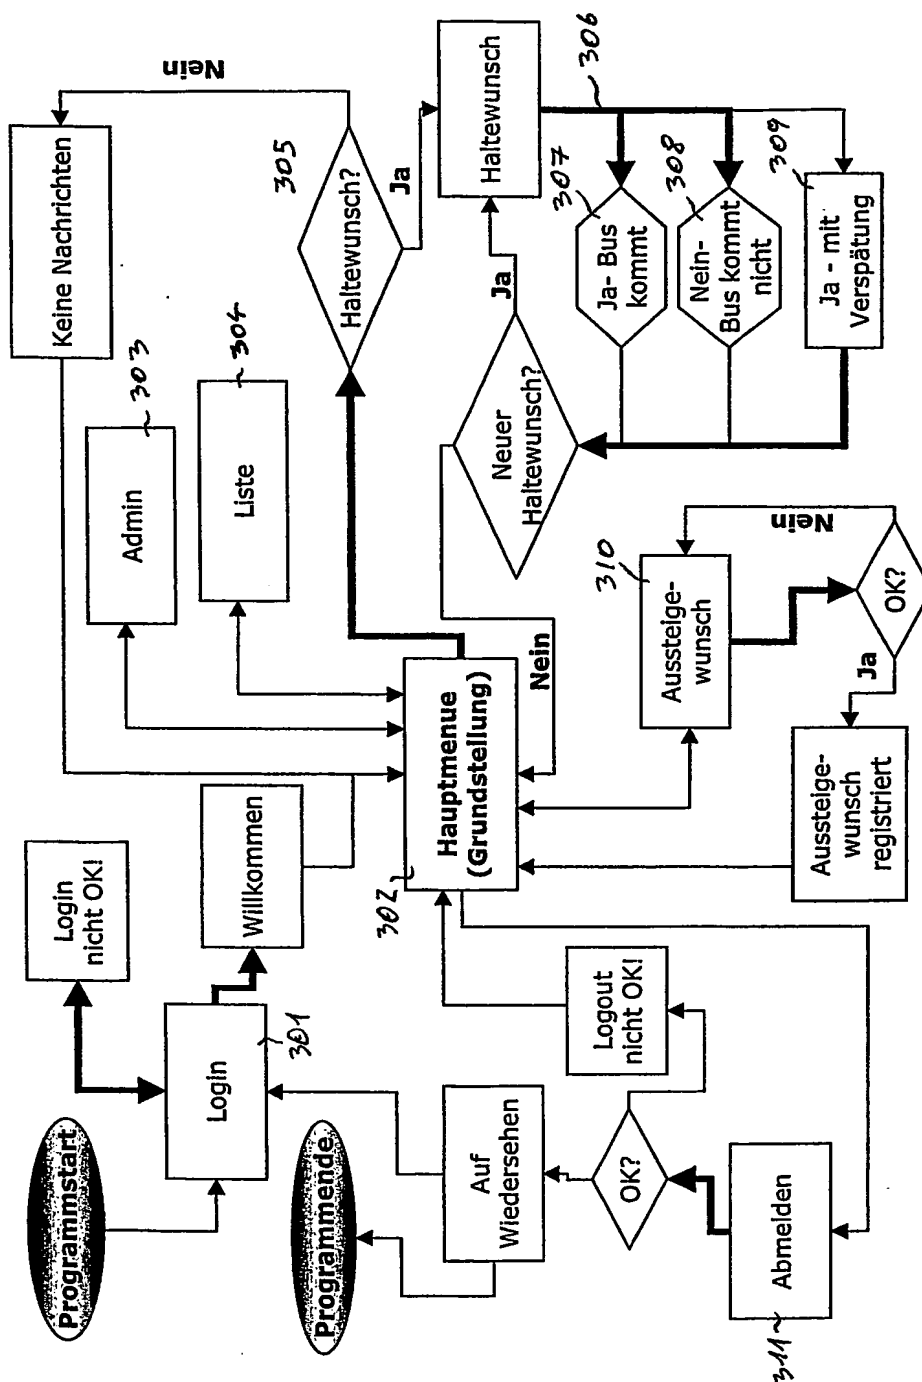 Programmstart
Login
nicht OK!
Keine Nachrichten
Nein
Login
301
Willkommen
Admin
303
Liste
304
Haltewunsch?
305
Ja
Programmende
Auf
Wiedersehen
302
Hauptmenue
(Grundstellung)
Nein
Neuer
Haltewunsch?
Ja
Haltewunsch
306
OK?
Logout
nicht OK!
Aussteige-
wunsch
310
Ja- Bus
kommt
307
Nein-
Bus kommt
nicht
308
Abmelden
311
Aussteige-
wunsch
registriert
Ja
OK?
Nein
Ja - mit
Verspätung
309